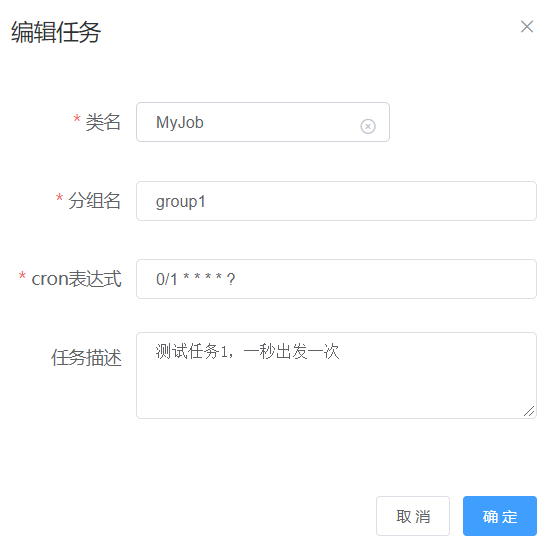 编辑任务
* 类名 MyJob
* 分组名 group1
* cron表达式 0/1 * * * * ?
任务描述 测试任务1，一秒出发一次
取 消 确 定